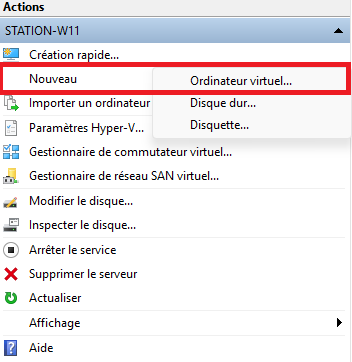 Actions
STATION-W11
Création rapide...
Nouveau
Ordinateur virtuel...
Disque dur...
Disquette...
Importer un ordinateur
Paramètres Hyper-V...
Gestionnaire de commutateur virtuel...
Gestionnaire de réseau SAN virtuel...
Modifier le disque...
Inspecter le disque...
Arrêter le service
Supprimer le serveur
Actualiser
Affichage
Aide